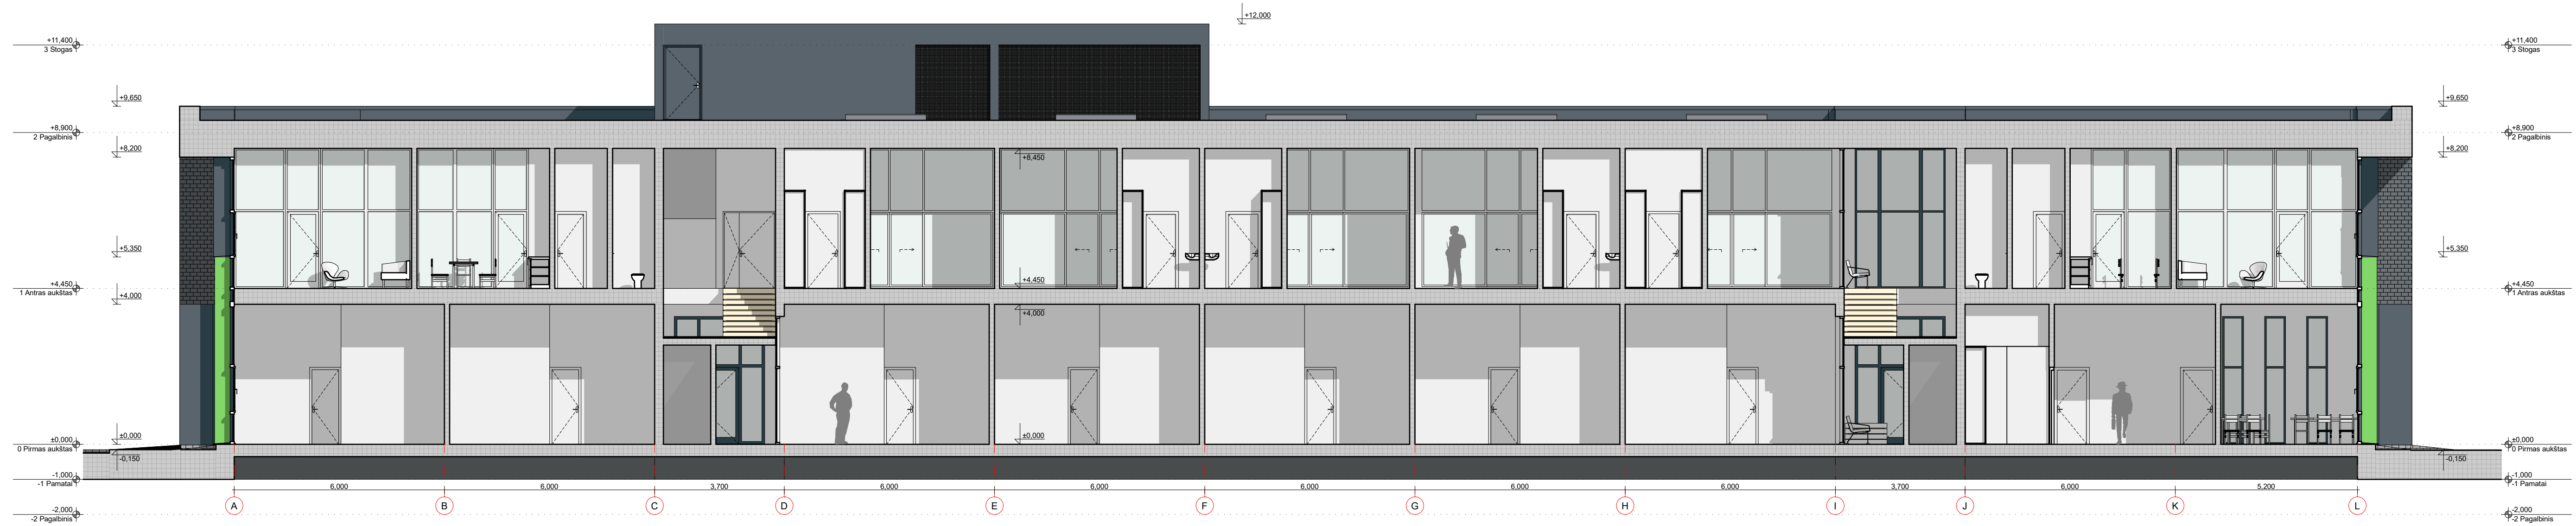 +12,000
+11,400
3 Stogas
+11,400
3 Stogas
+9,650
+9,650
+8,900
2 Pagalbinis
+8,900
2 Pagalbinis
+8,200
+8,200
+8,450
+5,350
+5,350
+4,450
1 Antras aukštas
+4,450
+4,450
1 Antras aukštas
+4,000
+4,000
±0,000
0 Pirmas aukštas
±0,000
±0,000
±0,000
0 Pirmas aukštas
-0,150
-0,150
-1,000
-1 Pamatai
-1,000
-1 Pamatai
6,000 6,000 3,700 6,000 6,000 6,000 6,000 6,000 3,700 6,000 5,200
A B C D E F G H I J K L
-2,000
-2 Pagalbinis
-2,000
-2 Pagalbinis